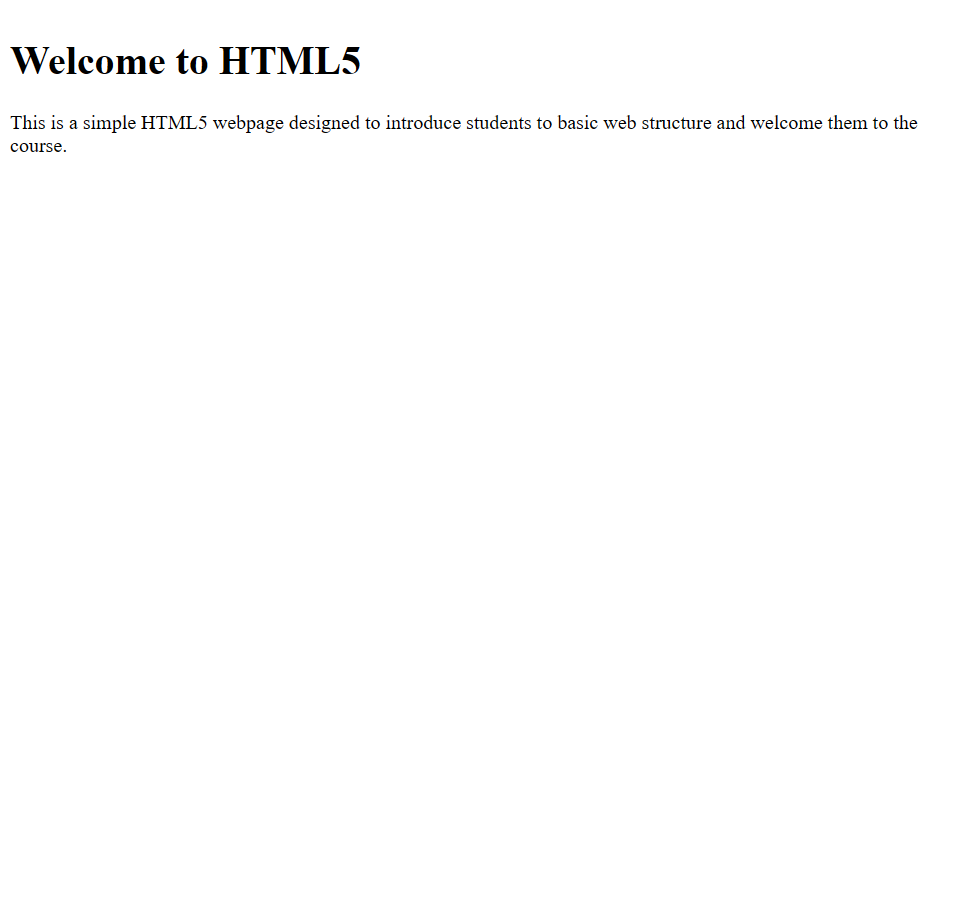 Welcome to HTML5
This is a simple HTML5 webpage designed to introduce students to basic web structure and welcome them to the
course.